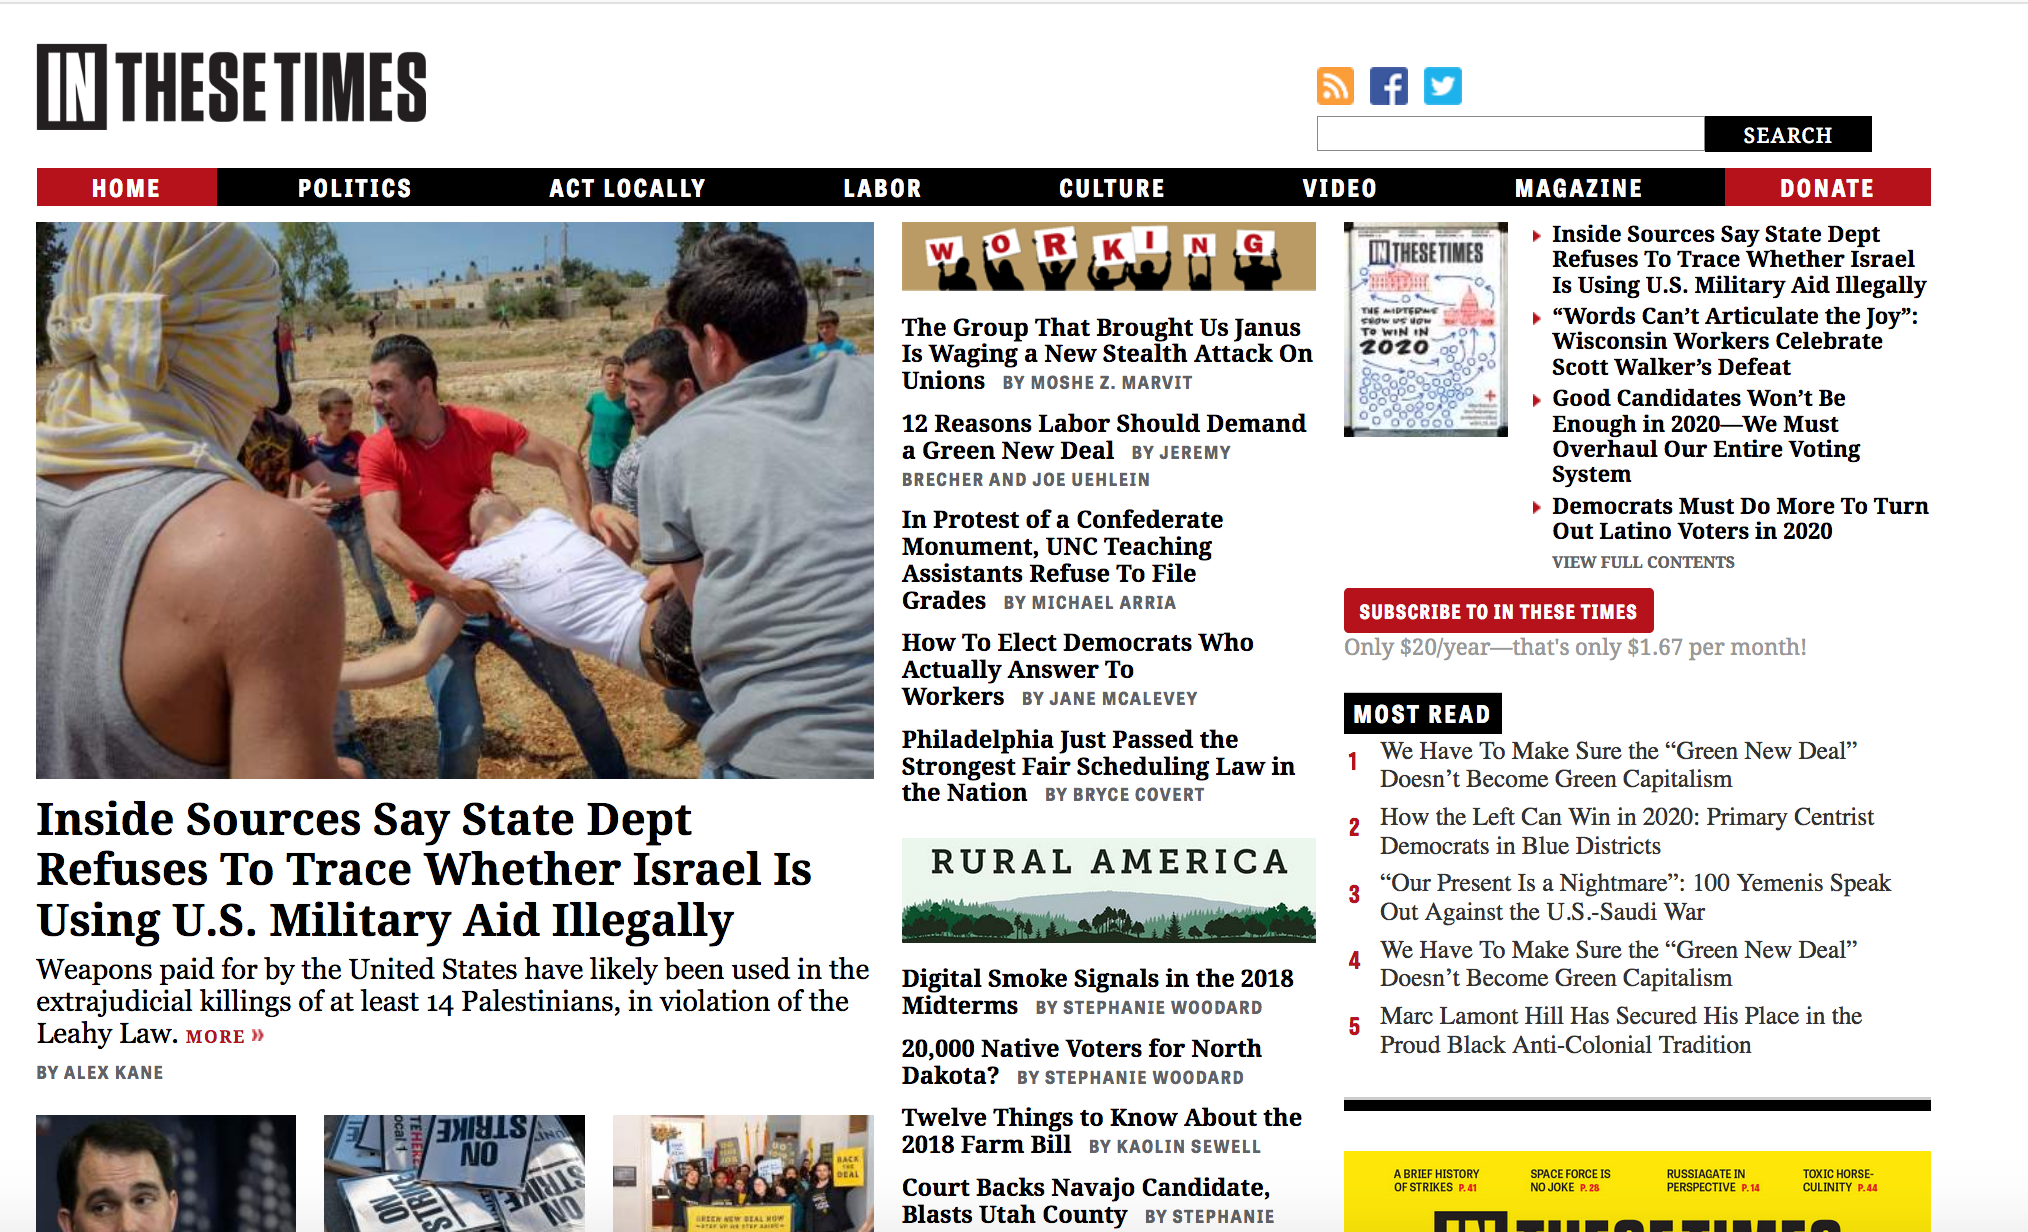 IN THESE TIMES
SEARCH
HOME POLITICS ACT LOCALLY LABOR CULTURE VIDEO MAGAZINE DONATE
Inside Sources Say State Dept
Refuses To Trace Whether Israel Is
Using U.S. Military Aid Illegally
Weapons paid for by the United States have likely been used in the
extrajudicial killings of at least 14 Palestinians, in violation of the
Leahy Law. MORE »
BY ALEX KANE
ON STRIKE
ON
STRIKE
BACK
THE
DEAL
GREEN NEW DEAL NOW
WORKING
The Group That Brought Us Janus
Is Waging a New Stealth Attack On
Unions BY MOSHE Z. MARVIT
12 Reasons Labor Should Demand
a Green New Deal BY JEREMY
BRECHER AND JOE UEHLEIN
In Protest of a Confederate
Monument, UNC Teaching
Assistants Refuse To File
Grades BY MICHAEL ARRIA
How To Elect Democrats Who
Actually Answer To
Workers BY JANE MCALEVEY
Philadelphia Just Passed the
Strongest Fair Scheduling Law in
the Nation BY BRYCE COVERT
RURAL AMERICA
Digital Smoke Signals in the 2018
Midterms BY STEPHANIE WOODARD
20,000 Native Voters for North
Dakota? BY STEPHANIE WOODARD
Twelve Things to Know About the
2018 Farm Bill BY KAOLIN SEWELL
Court Backs Navajo Candidate,
Blasts Utah County BY STEPHANIE
IN THESE TIMES
THE MIDTERMS
SHOW US HOW
TO WIN IN
2020
Inside Sources Say State Dept
Refuses To Trace Whether Israel
Is Using U.S. Military Aid Illegally
“Words Can’t Articulate the Joy”:
Wisconsin Workers Celebrate
Scott Walker’s Defeat
Good Candidates Won’t Be
Enough in 2020—We Must
Overhaul Our Entire Voting
System
Democrats Must Do More To Turn
Out Latino Voters in 2020
VIEW FULL CONTENTS
SUBSCRIBE TO IN THESE TIMES
Only $20/year—that's only $1.67 per month!
MOST READ
1 We Have To Make Sure the “Green New Deal”
Doesn’t Become Green Capitalism
2 How the Left Can Win in 2020: Primary Centrist
Democrats in Blue Districts
3 “Our Present Is a Nightmare”: 100 Yemenis Speak
Out Against the U.S.-Saudi War
4 We Have To Make Sure the “Green New Deal”
Doesn’t Become Green Capitalism
5 Marc Lamont Hill Has Secured His Place in the
Proud Black Anti-Colonial Tradition
A BRIEF HISTORY SPACE FORCE IS RUSSIAGATE IN TOXIC HORSE-
OF STRIKES P.41 NO JOKE P.28 PERSPECTIVE P.14 CULINITY P.44
IN THESE TIMES